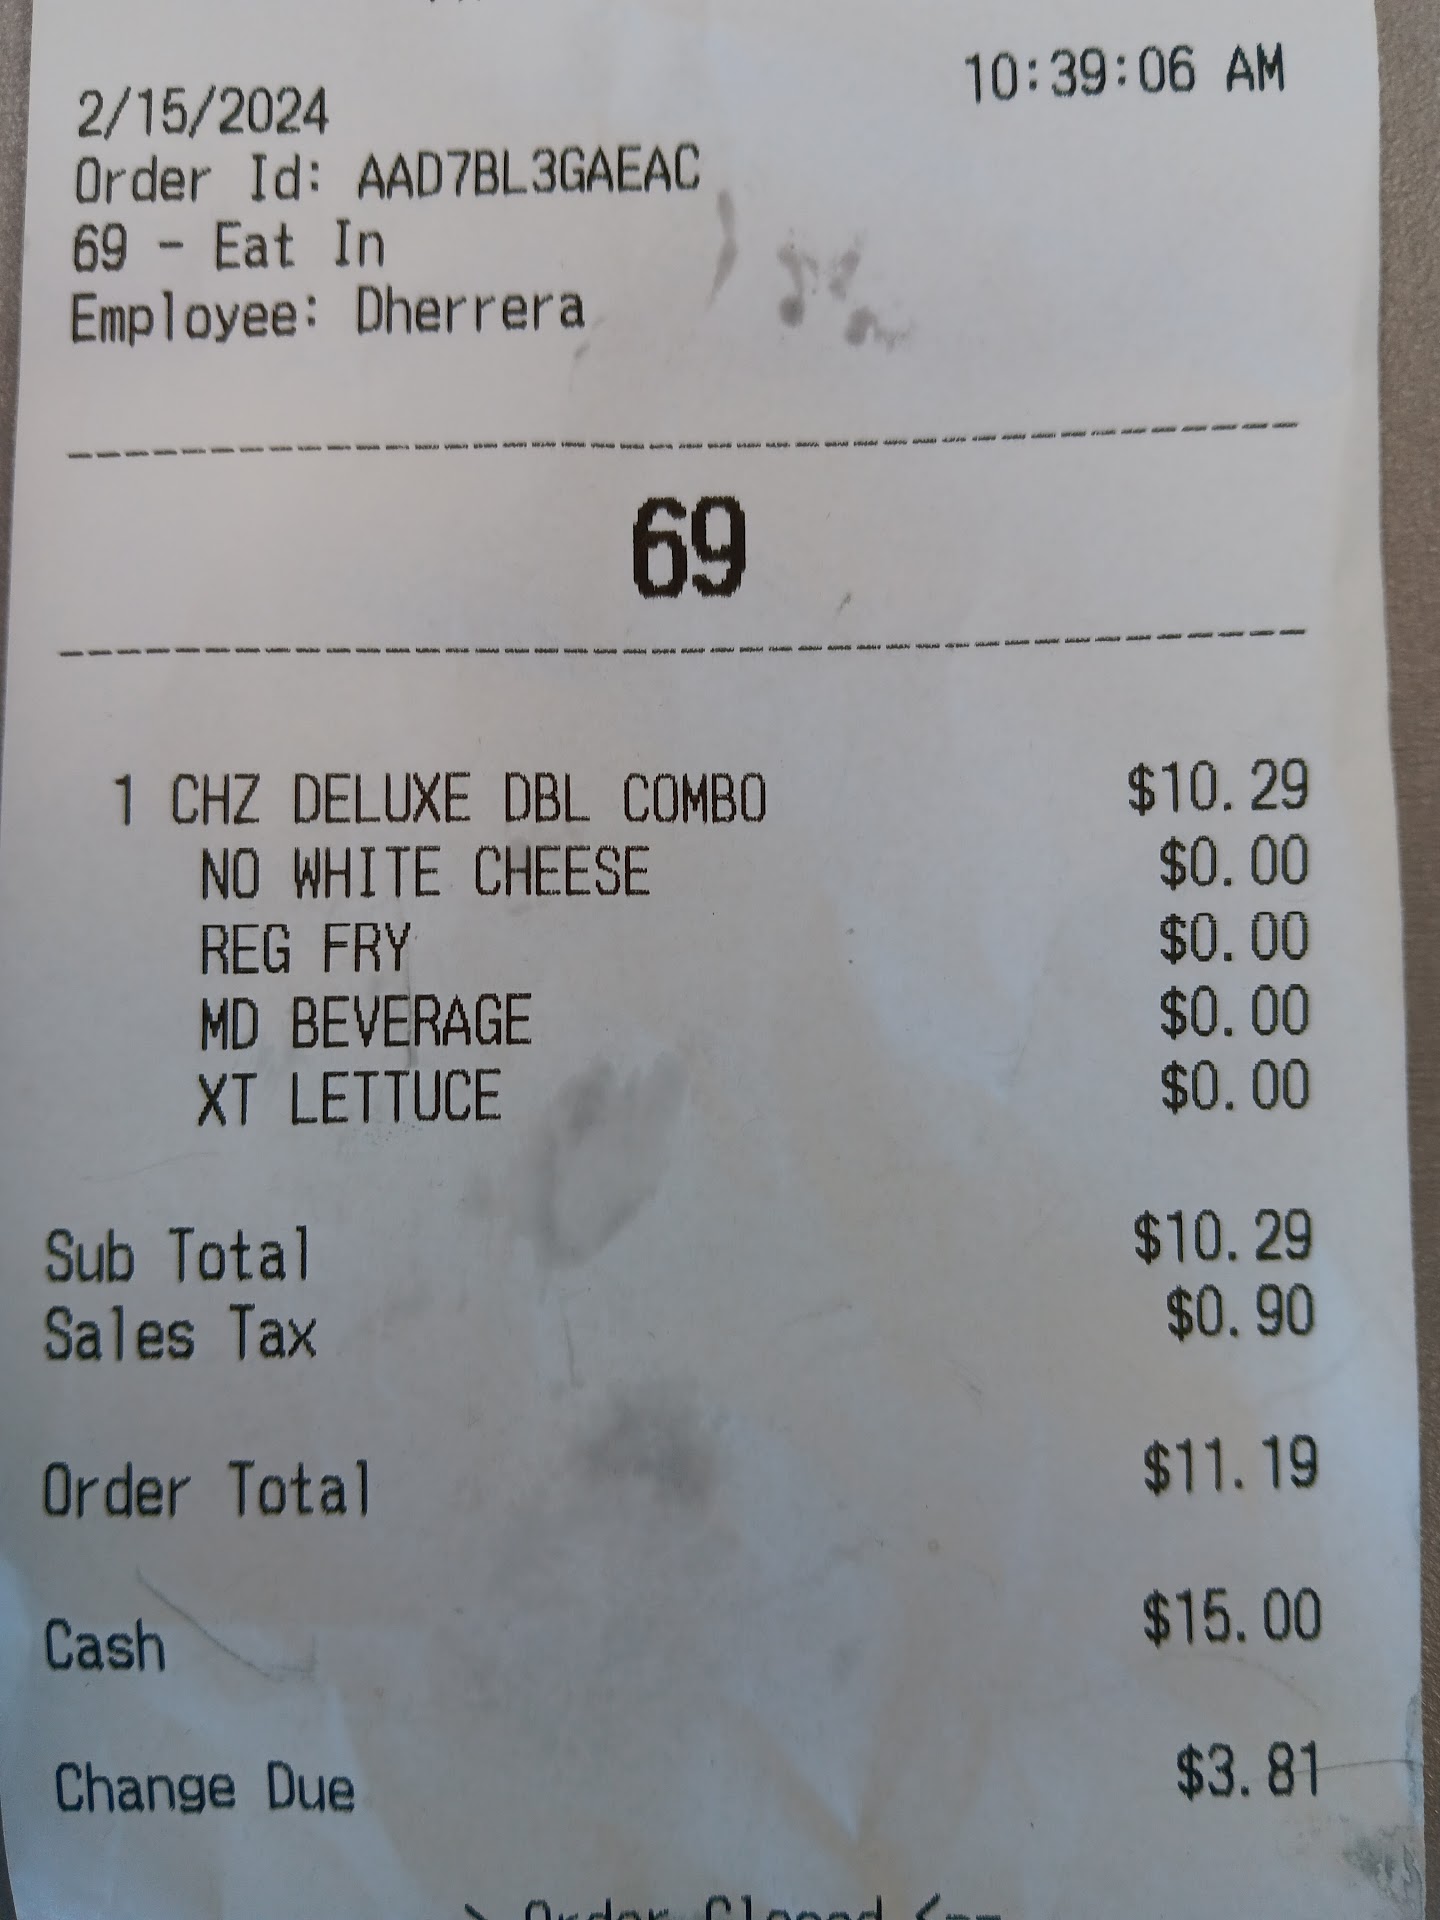 10:39:06 AM
2/15/2024
Order Id: AAD7BL3GAEAC
69 - Eat In
Employee: Dherrera
69
1 CHZ DELUXE DBL COMBO $10.29
NO WHITE CHEESE $0.00
REG FRY $0.00
MD BEVERAGE $0.00
XT LETTUCE $0.00
Sub Total $10.29
Sales Tax $0.90
Order Total $11.19
Cash $15.00
Change Due $3.81
> Order Closed <--